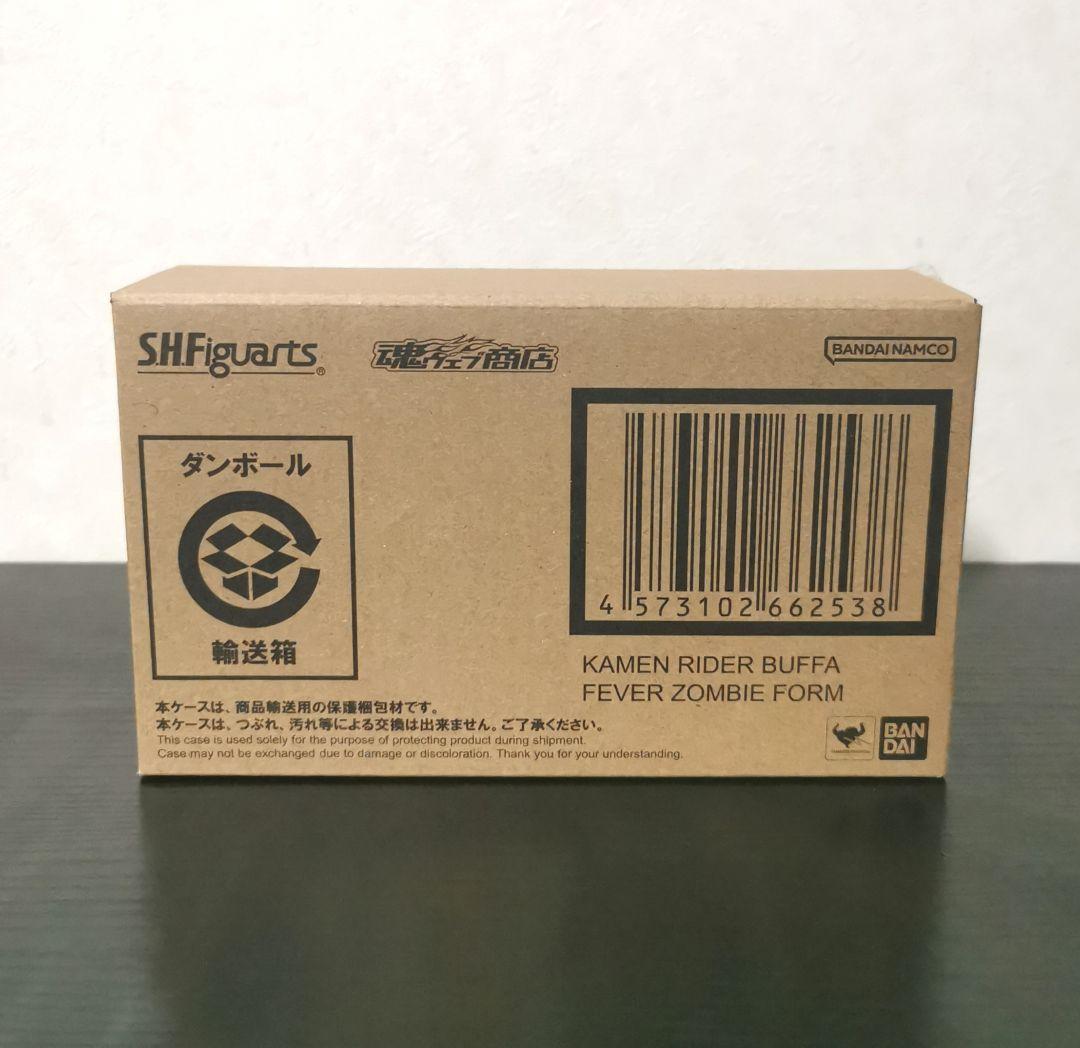 S.H.Figuarts®
魂ウェブ商店
BANDAI NAMCO
ダンボール
輸送箱
4 573102 662538
KAMEN RIDER BUFFA
FEVER ZOMBIE FORM
本ケースは、商品輸送用の保護梱包材です。
本ケースは、つぶれ、汚れ等による交換は出来ません。ご了承ください。
This case is used solely for the purpose of protecting product during shipment.
Case may not be exchanged due to damage or discoloration. Thank you for your understanding.
BAN
DAI